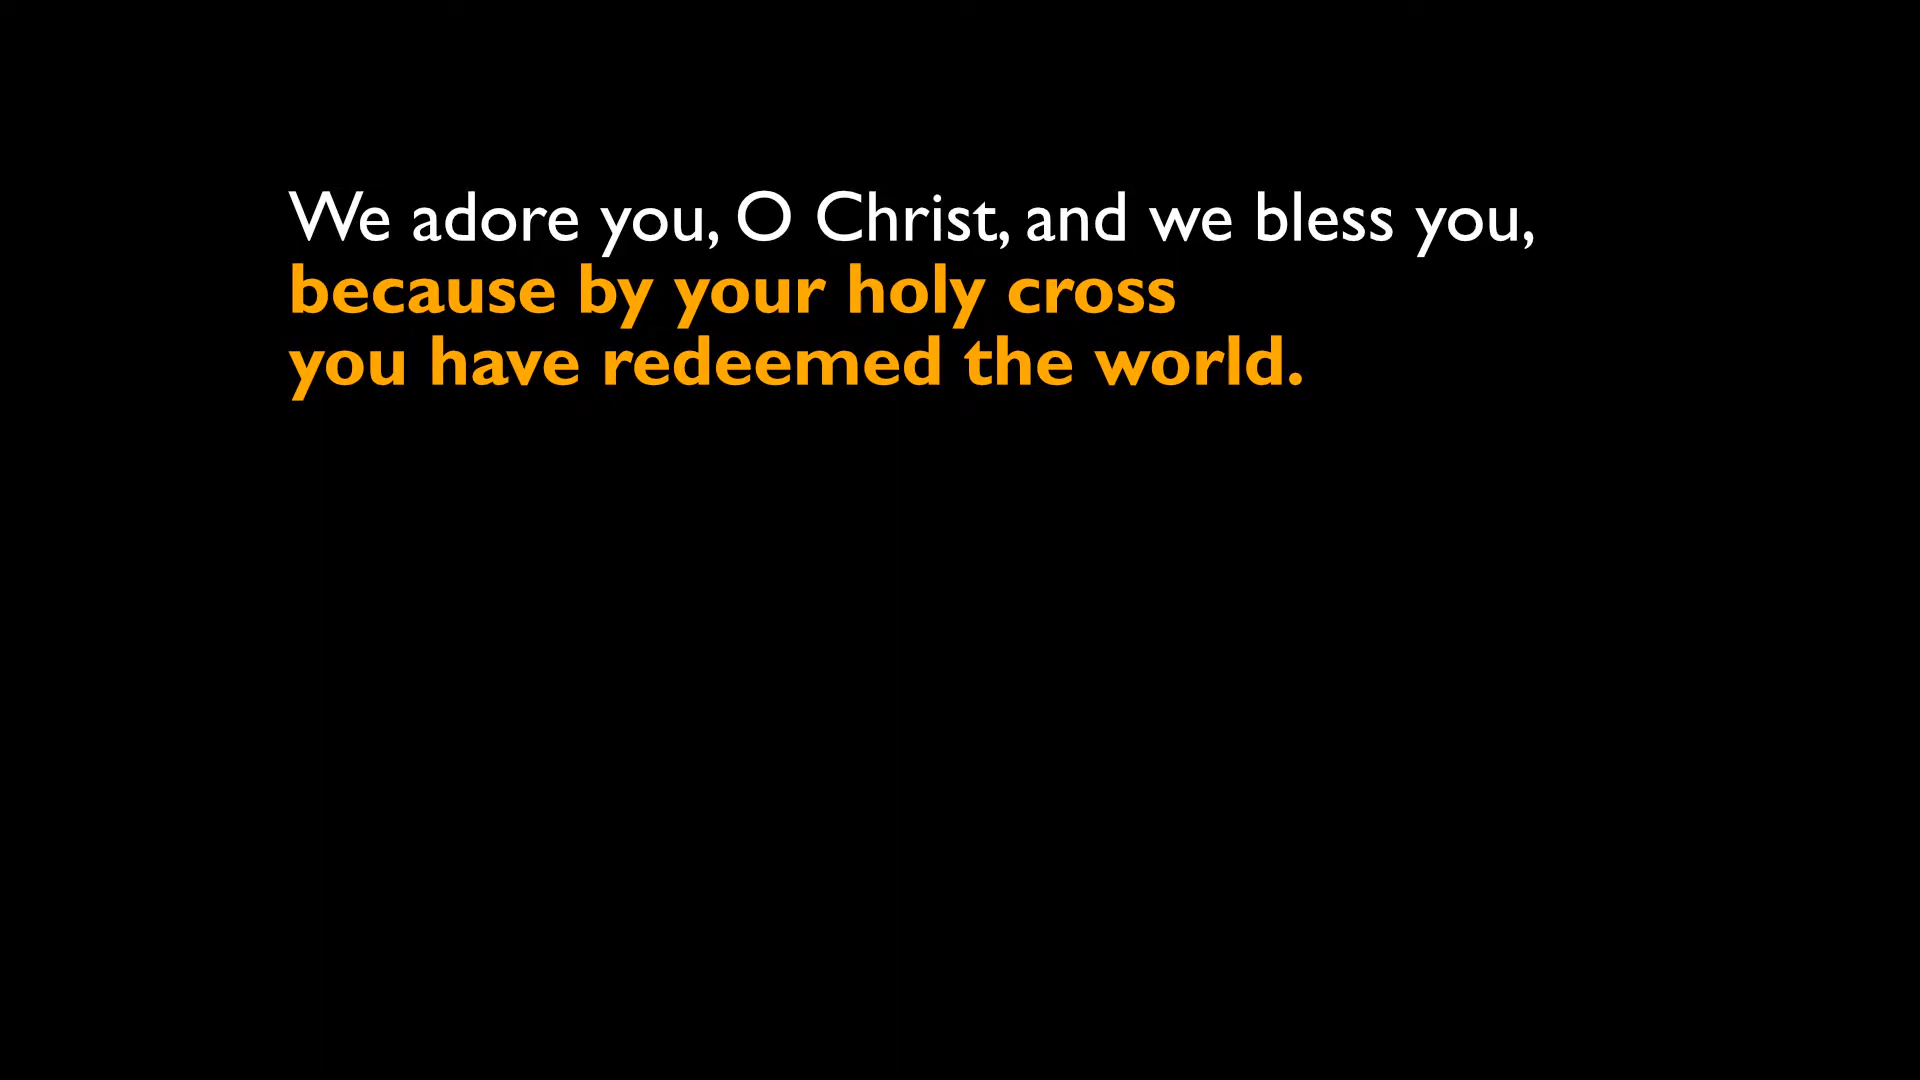 We adore you, O Christ, and we bless you,
because by your holy cross
you have redeemed the world.